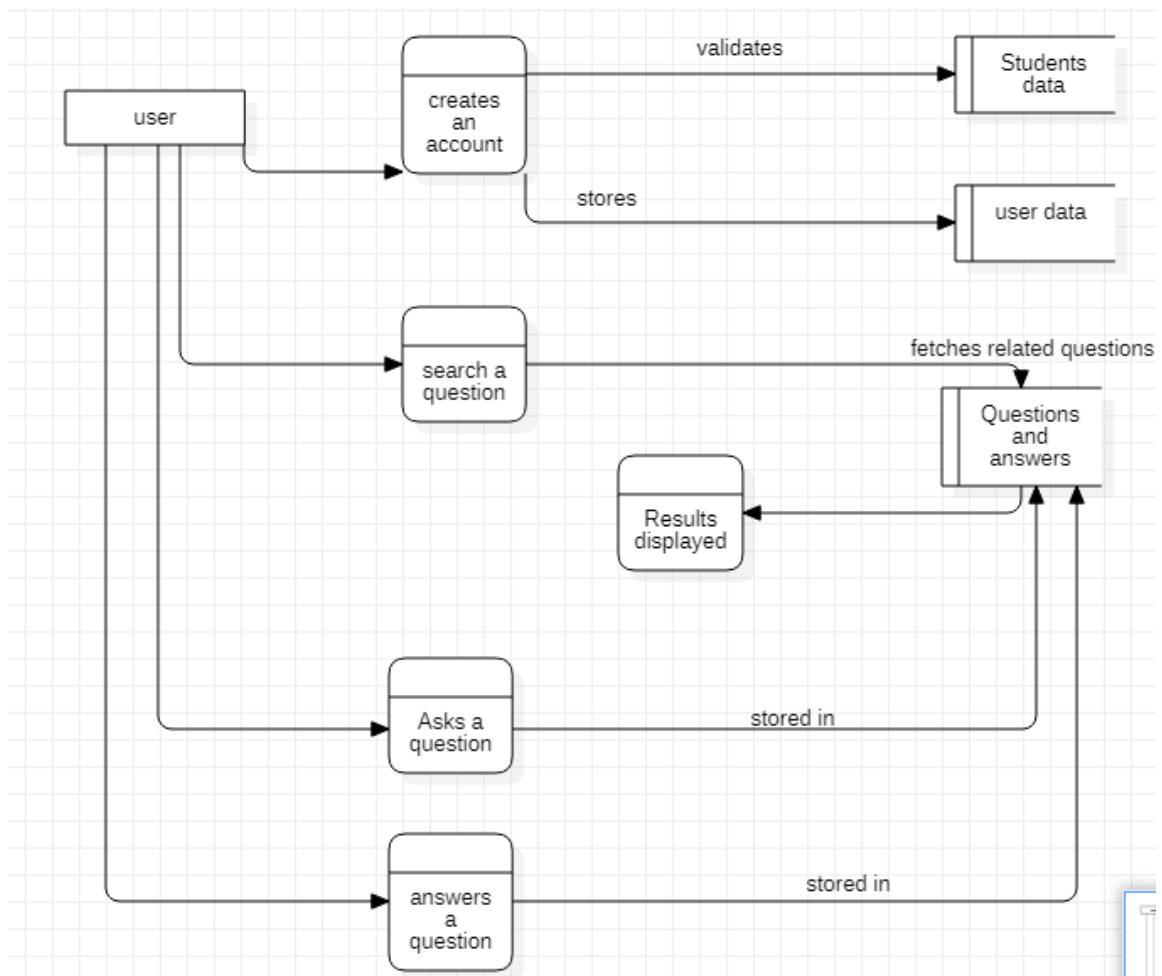 validates
Students
data
user
creates
an
account
stores
user data
fetches related questions
search a
question
Questions
and
answers
Results
displayed
Asks a
question
stored in
answers
a
question
stored in